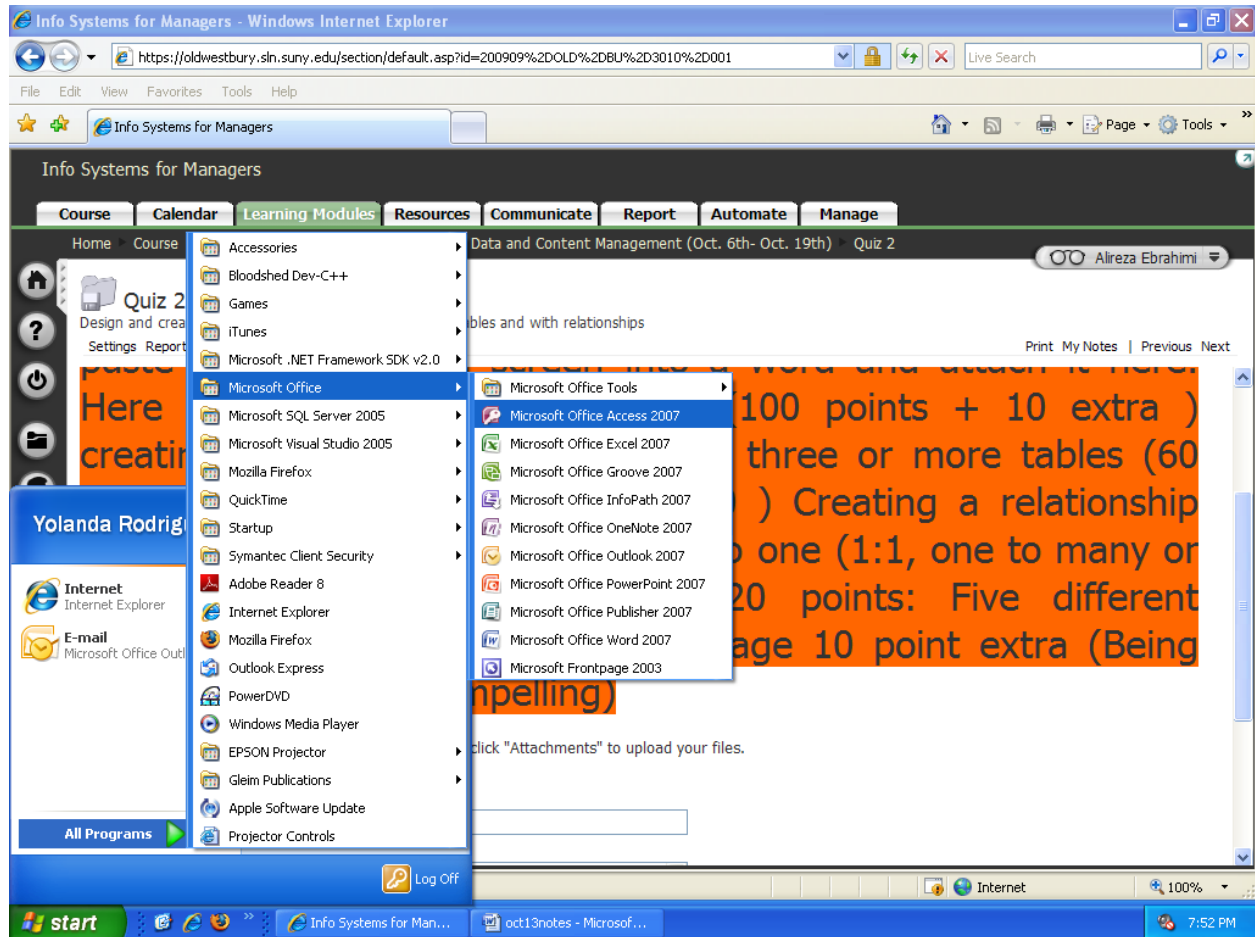 Info Systems for Managers - Windows Internet Explorer
https://oldwestbury.sln.suny.edu/section/default.asp?id=200909%2DOLD%2DBU%2D3010%2D001
Live Search
File Edit View Favorites Tools Help
Info Systems for Managers
Page Tools
Info Systems for Managers
Course Calendar Learning Modules Resources Communicate Report Automate Manage
Home Course Data and Content Management (Oct. 6th- Oct. 19th) Quiz 2
Alireza Ebrahimi
Quiz 2
Design and crea bles and with relationships
Settings Report Print My Notes | Previous Next
paste screen into a word and attach it here.
Here (100 points + 10 extra )
creatin three or more tables (60
) Creating a relationship
o one (1:1, one to many or
20 points: Five different
age 10 point extra (Being
mpelling)
click "Attachments" to upload your files.
Yolanda Rodrig
Internet
Internet Explorer
E-mail
Microsoft Office Outl
All Programs
Log Off
Accessories
Bloodshed Dev-C++
Games
iTunes
Microsoft .NET Framework SDK v2.0
Microsoft Office
Microsoft SQL Server 2005
Microsoft Visual Studio 2005
Mozilla Firefox
QuickTime
Startup
Symantec Client Security
Adobe Reader 8
Internet Explorer
Mozilla Firefox
Outlook Express
PowerDVD
Windows Media Player
EPSON Projector
Gleim Publications
Apple Software Update
Projector Controls
Microsoft Office Tools
Microsoft Office Access 2007
Microsoft Office Excel 2007
Microsoft Office Groove 2007
Microsoft Office InfoPath 2007
Microsoft Office OneNote 2007
Microsoft Office Outlook 2007
Microsoft Office PowerPoint 2007
Microsoft Office Publisher 2007
Microsoft Office Word 2007
Microsoft Frontpage 2003
Internet 100%
start
Info Systems for Man...
oct13notes - Microsof...
7:52 PM